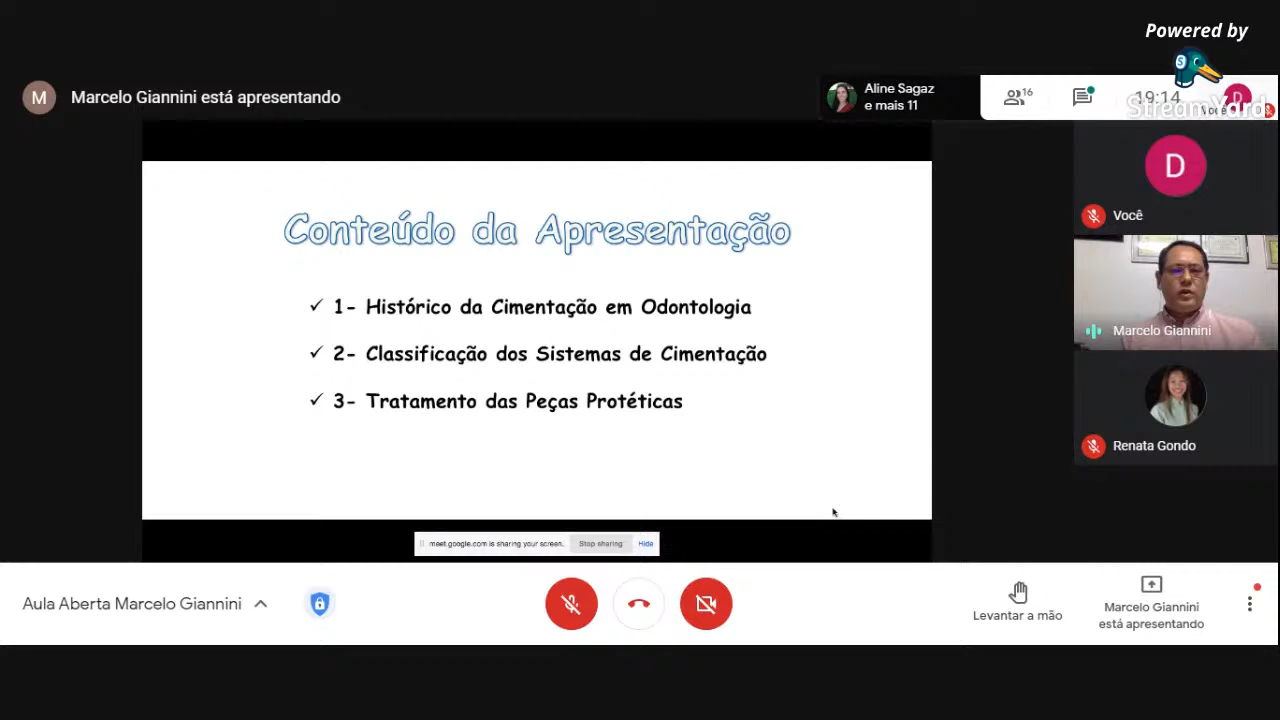 Powered by
StreamYard
M
Marcelo Giannini está apresentando
Aline Sagaz
e mais 11
16
19:14
D
Você
D
Você
Conteúdo da Apresentação
✓ 1- Histórico da Cimentação em Odontologia
✓ 2- Classificação dos Sistemas de Cimentação
✓ 3- Tratamento das Peças Protéticas
Marcelo Giannini
Renata Gondo
meet.google.com is sharing your screen.
Stop sharing
Hide
Aula Aberta Marcelo Giannini
Levantar a mão
Marcelo Giannini
está apresentando